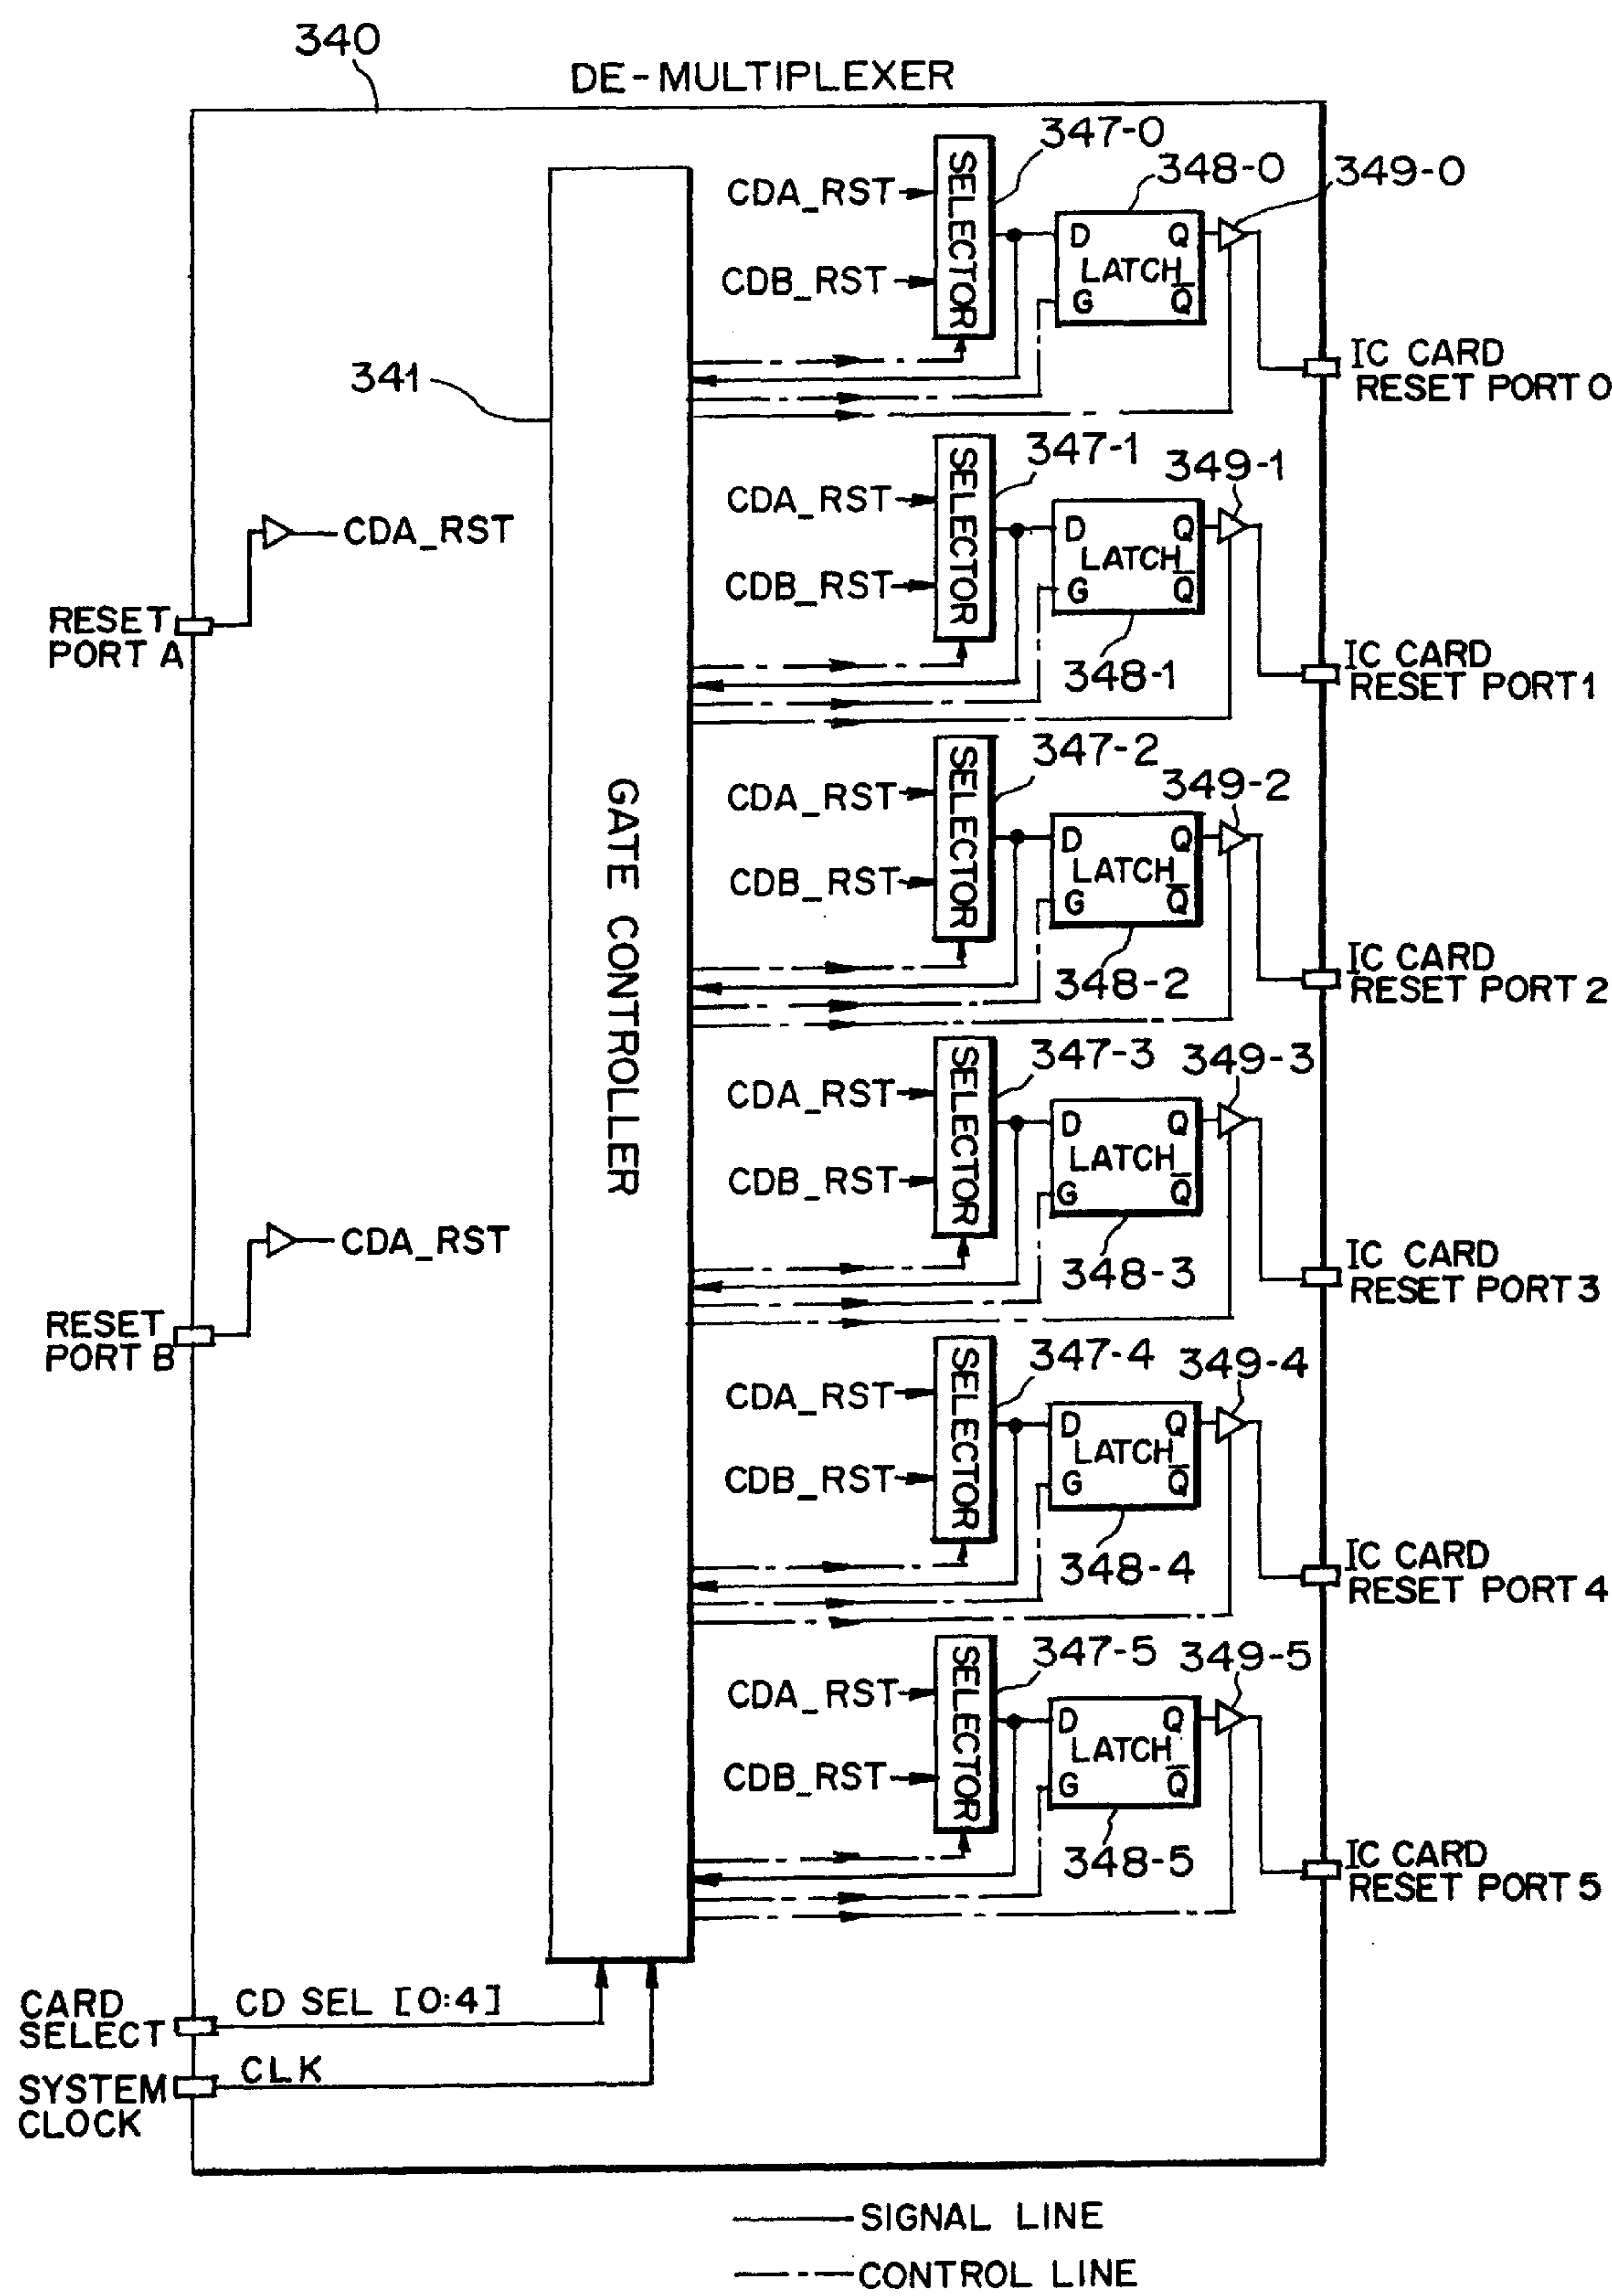 340
DE-MULTIPLEXER
347-0
348-0
349-0
CDA_RST
SELECTOR
D
Q
LATCH
CDB_RST
G
Q̅
IC CARD
RESET PORT 0
341
347-1
349-1
CDA_RST
SELECTOR
D
Q
LATCH
CDB_RST
G
Q̅
348-1
CDA_RST
RESET
PORT A
IC CARD
RESET PORT 1
347-2
349-2
CDA_RST
SELECTOR
D
Q
LATCH
CDB_RST
G
Q̅
348-2
GATE CONTROLLER
IC CARD
RESET PORT 2
347-3
349-3
CDA_RST
SELECTOR
D
Q
LATCH
CDB_RST
G
Q̅
348-3
CDA_RST
RESET
PORT B
IC CARD
RESET PORT 3
347-4
349-4
CDA_RST
SELECTOR
D
Q
LATCH
CDB_RST
G
Q̅
348-4
IC CARD
RESET PORT 4
347-5
349-5
CDA_RST
SELECTOR
D
Q
LATCH
CDB_RST
G
Q̅
348-5
IC CARD
RESET PORT 5
CARD
SELECT
CD SEL [0:4]
SYSTEM
CLOCK
CLK
SIGNAL LINE
CONTROL LINE